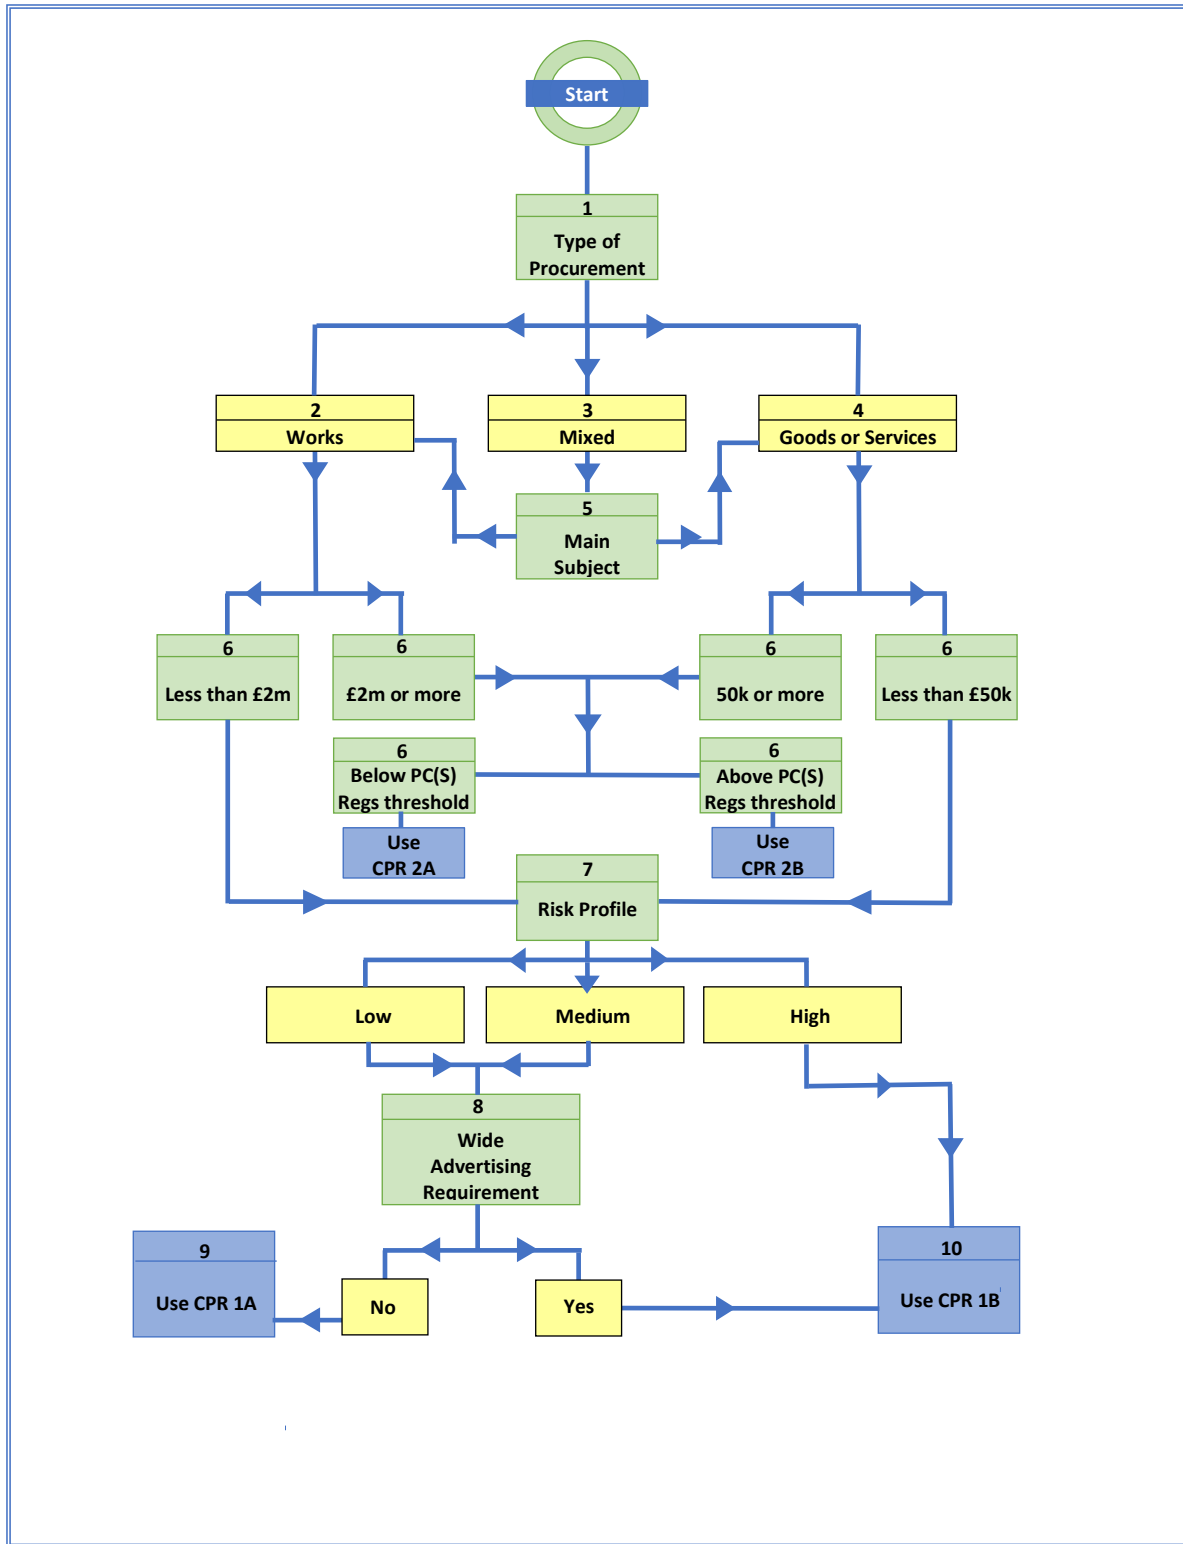 Start
1
Type of
Procurement
2
Works
3
Mixed
4
Goods or Services
5
Main
Subject
6
Less than £2m
6
£2m or more
6
50k or more
6
Less than £50k
6
Below PC(S)
Regs threshold
6
Above PC(S)
Regs threshold
Use
CPR 2A
Use
CPR 2B
7
Risk Profile
Low
Medium
High
8
Wide
Advertising
Requirement
9
Use CPR 1A
No
Yes
10
Use CPR 1B